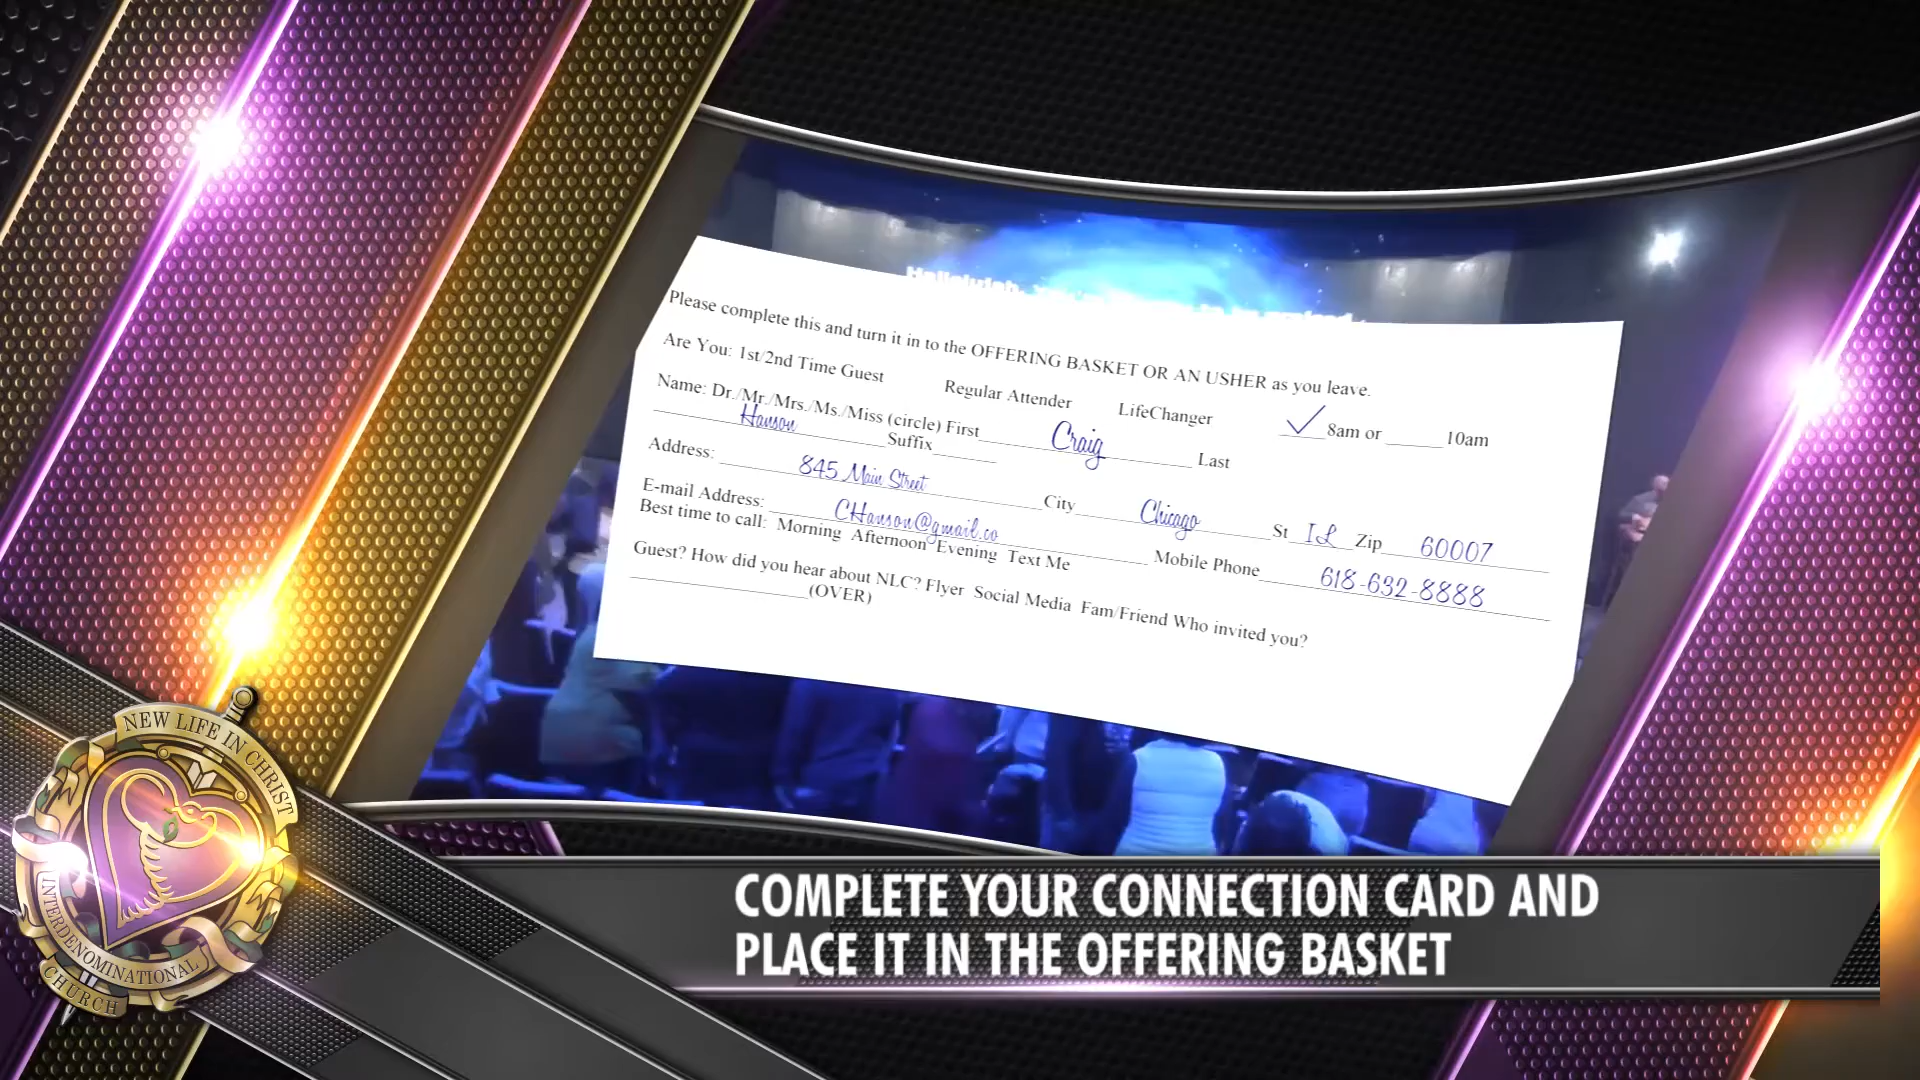 Please complete this and turn it in to the OFFERING BASKET OR AN USHER as you leave.
Are You: 1st/2nd Time Guest Regular Attender LifeChanger ✓ 8am or ______10am
Name: Dr./Mr./Mrs./Ms./Miss (circle) First Craig Last
Hanson Suffix
Address: 845 Main Street City Chicago St IL Zip 60007
E-mail Address: CHanson@gmail.co Mobile Phone 618-632-8888
Best time to call: Morning Afternoon Evening Text Me
Guest? How did you hear about NLC? Flyer Social Media Fam/Friend Who invited you?
(OVER)
NEW LIFE IN CHRIST
INTERDENOMINATIONAL
CHURCH
COMPLETE YOUR CONNECTION CARD AND
PLACE IT IN THE OFFERING BASKET